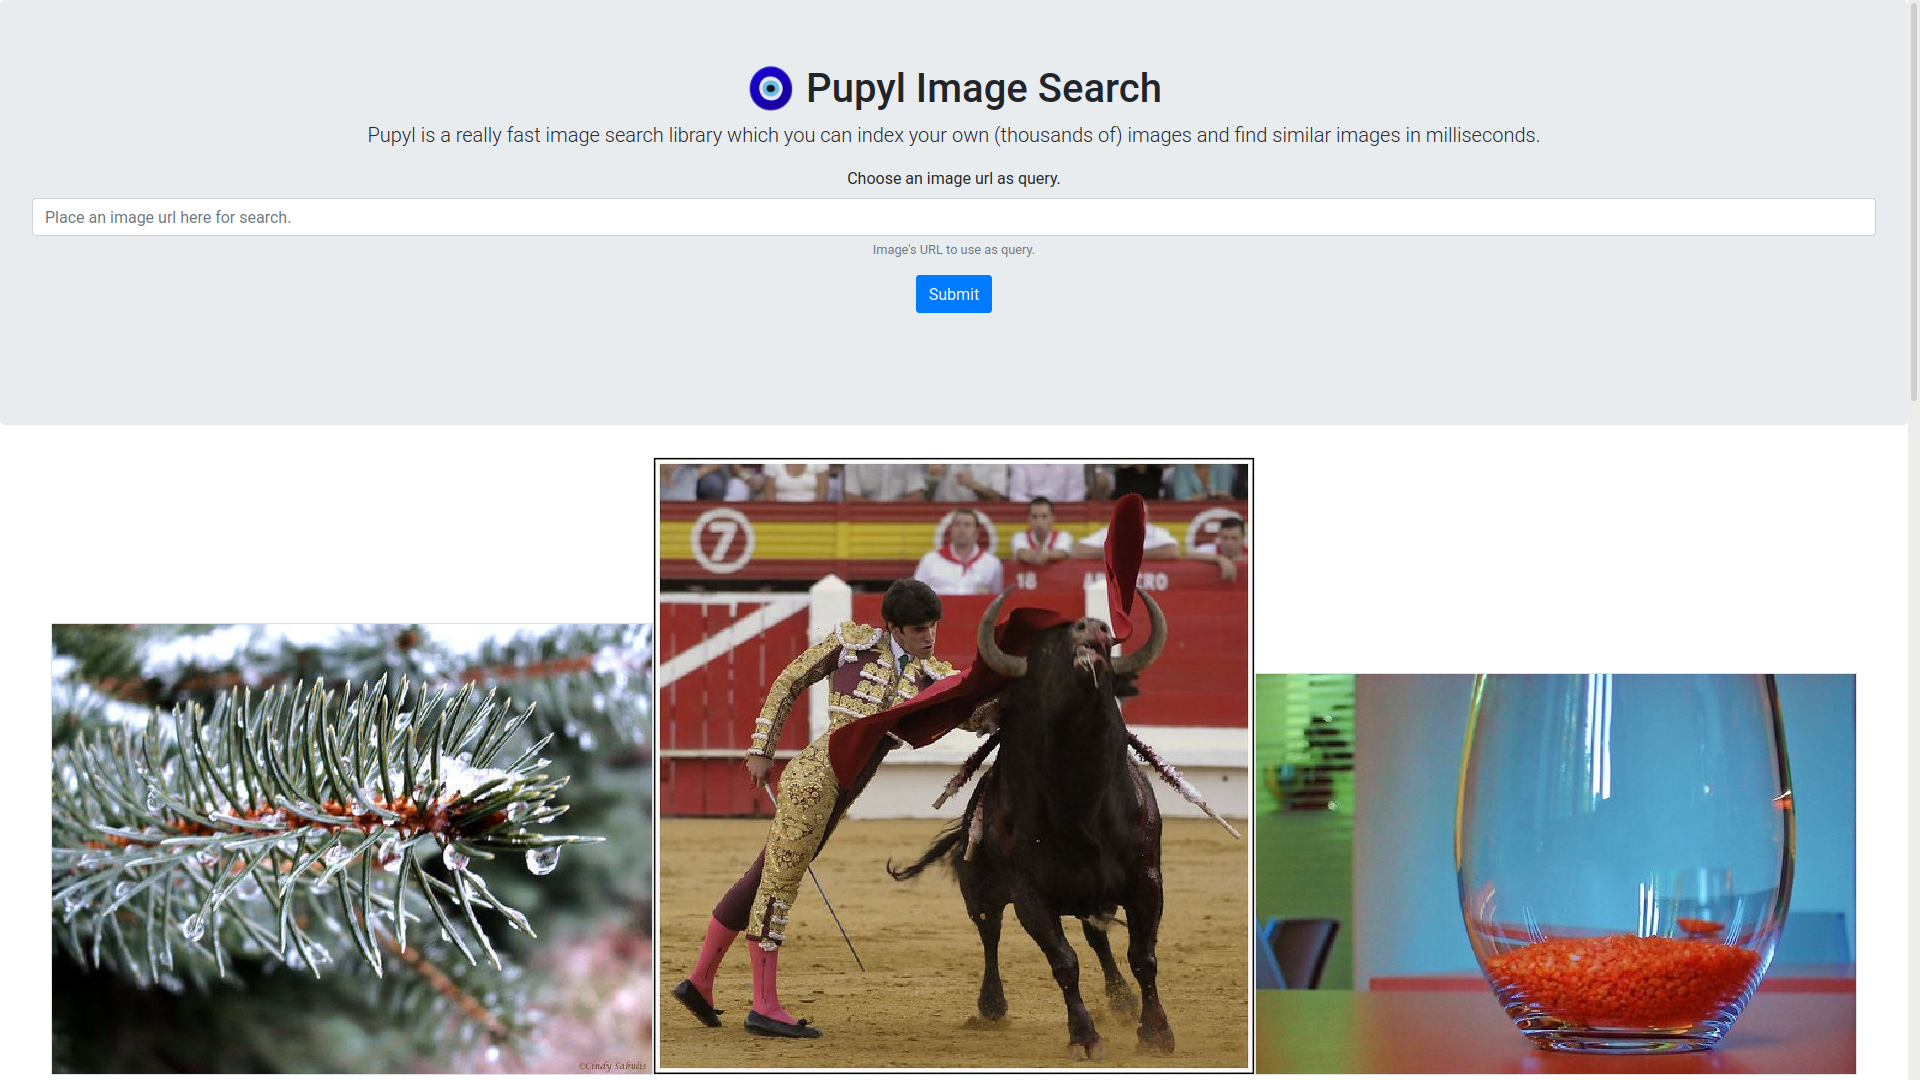 Pupyl Image Search
Pupyl is a really fast image search library which you can index your own (thousands of) images and find similar images in milliseconds.
Choose an image url as query.
Place an image url here for search.
Image's URL to use as query.
Submit
7
18
©Cindy Sabulis